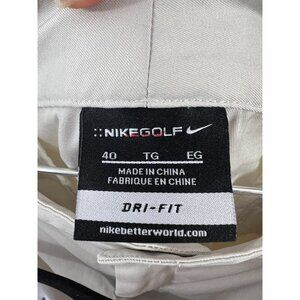 ::NIKEGOLF
40 TG EG
MADE IN CHINA
FABRIQUE EN CHINE
DRI-FIT
nikebetterworld.com